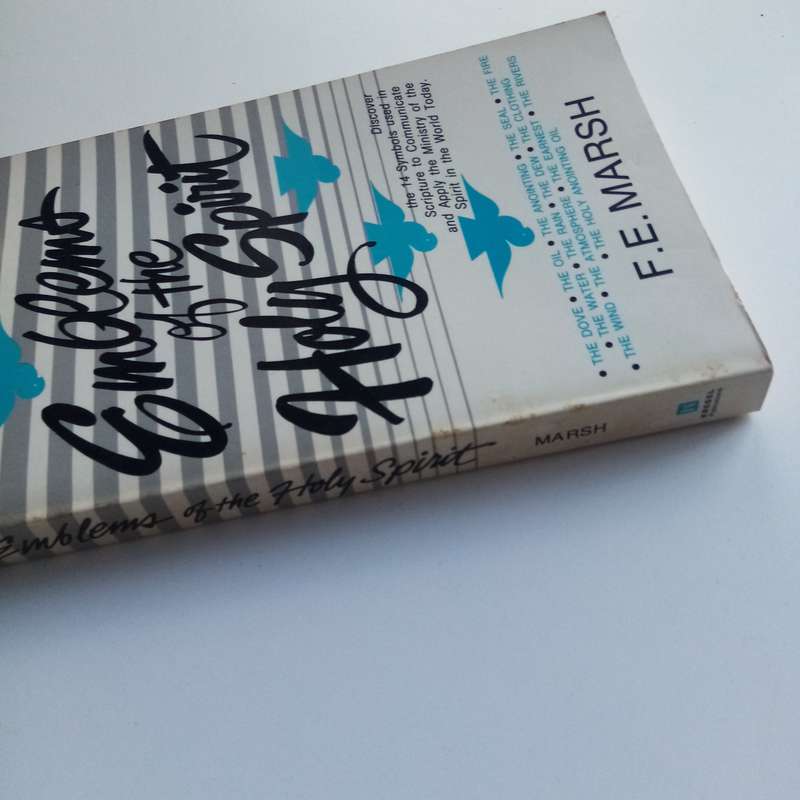 Emblems
of the
Holy Spirit
Discover
the 14 Symbols used in
Scripture to Communicate
and Apply the Ministry of the
Spirit in the World Today.
• THE DOVE • THE OIL • THE ANOINTING • THE SEAL • THE FIRE
• THE WATER • THE RAIN • THE DEW • THE CLOTHING
• THE WIND • THE ATMOSPHERE • THE EARNEST • THE RIVERS
• THE HOLY ANOINTING OIL
F.E. MARSH
Emblems of the Holy Spirit
MARSH
KREGEL